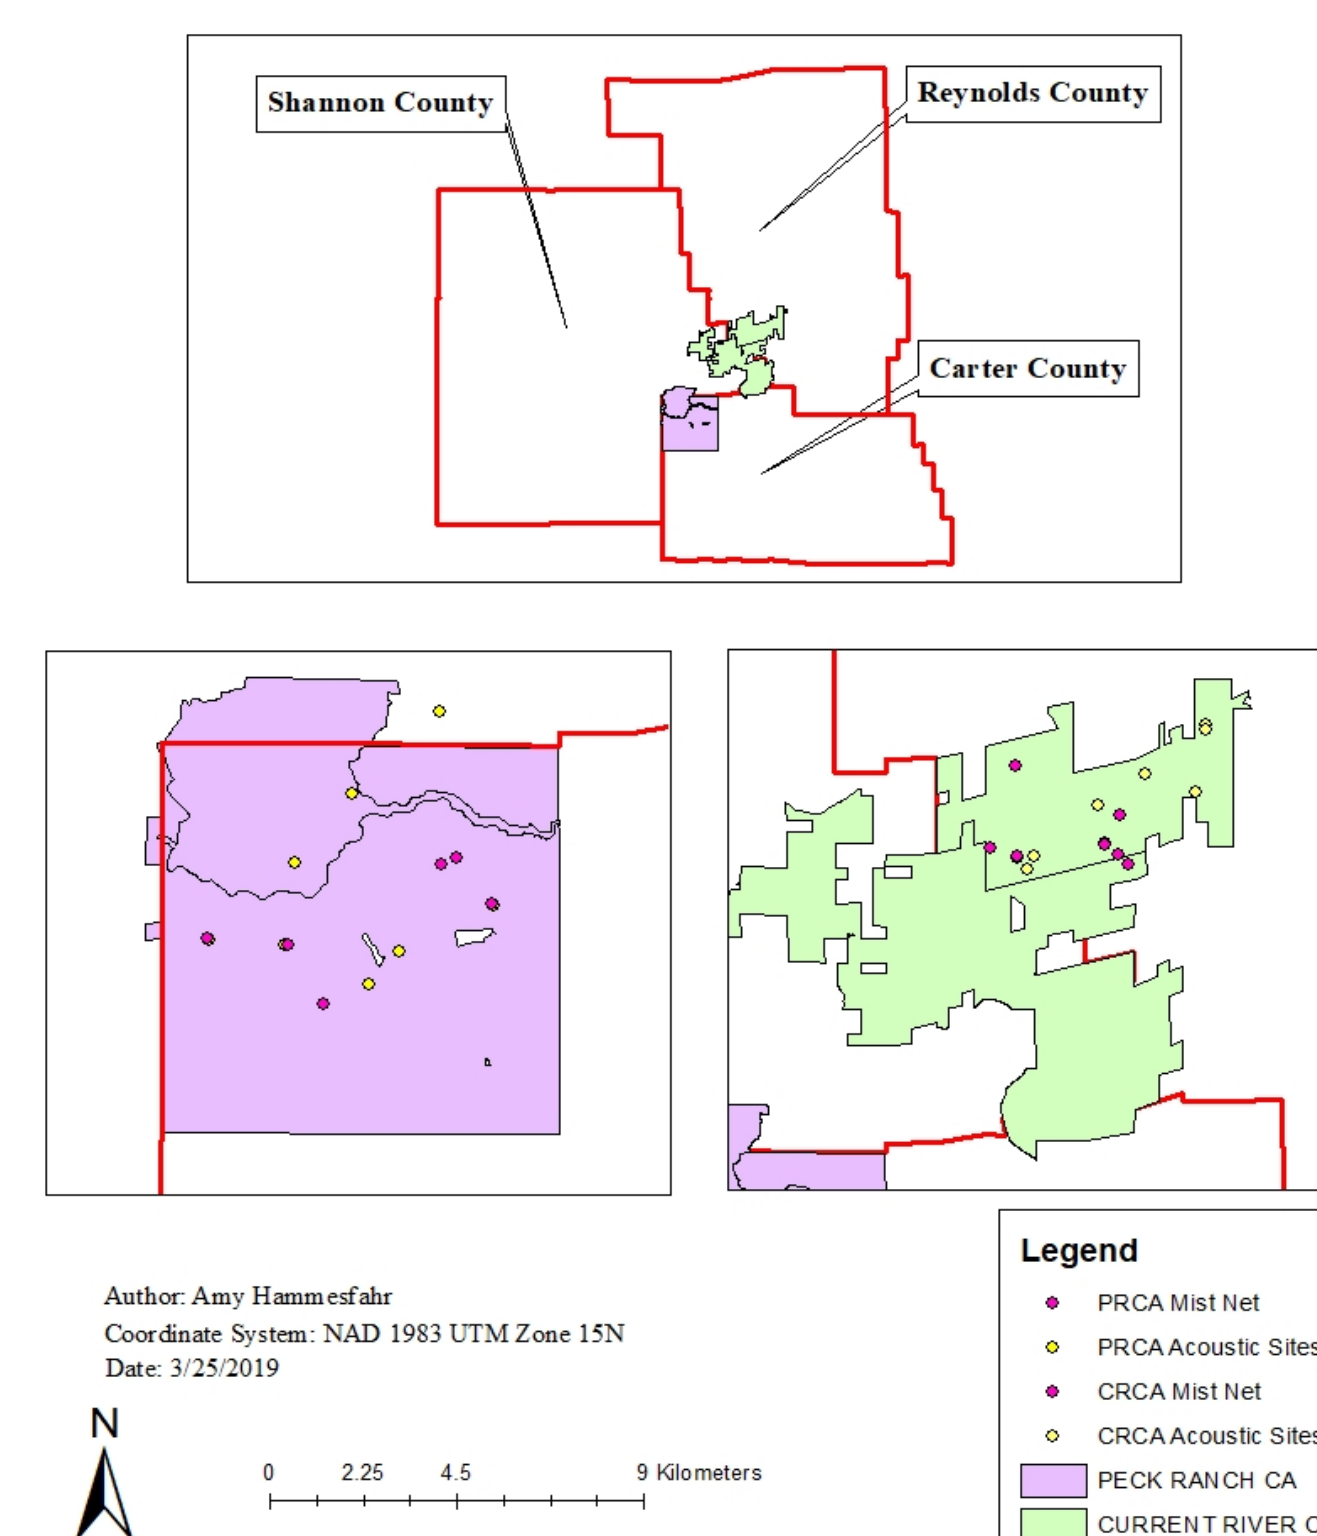 Shannon County
Reynolds County
Carter County
Author: Amy Hammesfahr
Coordinate System: NAD 1983 UTM Zone 15N
Date: 3/25/2019
N
0 2.25 4.5 9 Kilometers
Legend
PRCA Mist Net
PRCA Acoustic Sites
CRCA Mist Net
CRCA Acoustic Sites
PECK RANCH CA
CURRENT RIVER C